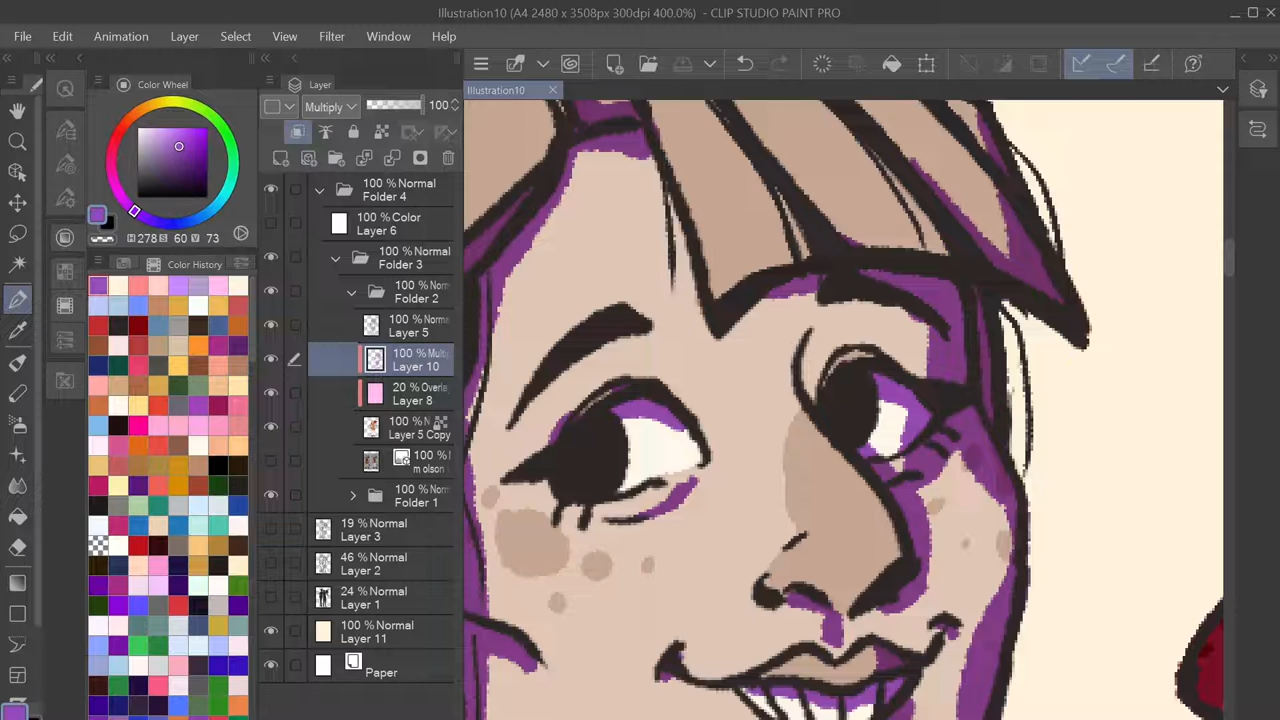 Illustration10 (A4 2480 x 3508px 300dpi 400.0%) - CLIP STUDIO PAINT PRO
File Edit Animation Layer Select View Filter Window Help
Color Wheel
Layer
Illustration10
Multiply 100
H 278 S 60 V 73
Color History
100 % Normal
Folder 4
100 % Color
Layer 6
100 % Normal
Folder 3
100 % Normal
Folder 2
100 % Norma
Layer 5
100 % Multi
Layer 10
20 % Overla
Layer 8
100 % N
Layer 5 Copy
100 %
m olson
100 % Norm
Folder 1
19 % Normal
Layer 3
46 % Normal
Layer 2
24 % Normal
Layer 1
100 % Normal
Layer 11
Paper